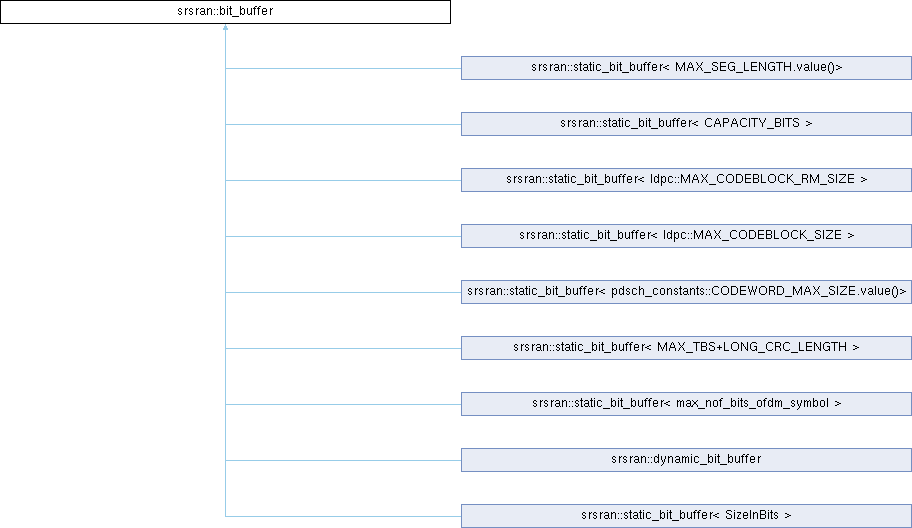 srsran::bit_buffer
srsran::static_bit_buffer< MAX_SEG_LENGTH.value()>
srsran::static_bit_buffer< CAPACITY_BITS >
srsran::static_bit_buffer< ldpc::MAX_CODEBLOCK_RM_SIZE >
srsran::static_bit_buffer< ldpc::MAX_CODEBLOCK_SIZE >
srsran::static_bit_buffer< pdsch_constants::CODEWORD_MAX_SIZE.value()>
srsran::static_bit_buffer< MAX_TBS+LONG_CRC_LENGTH >
srsran::static_bit_buffer< max_nof_bits_ofdm_symbol >
srsran::dynamic_bit_buffer
srsran::static_bit_buffer< SizeInBits >